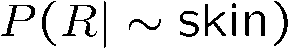 P(R| ∼ skin)